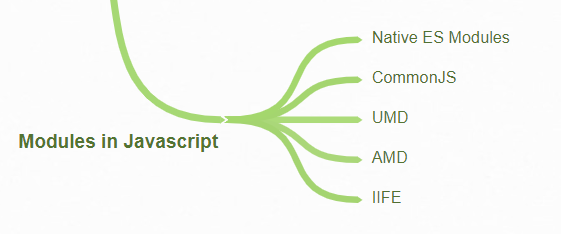 Native ES Modules
CommonJS
UMD
Modules in Javascript
AMD
IIFE